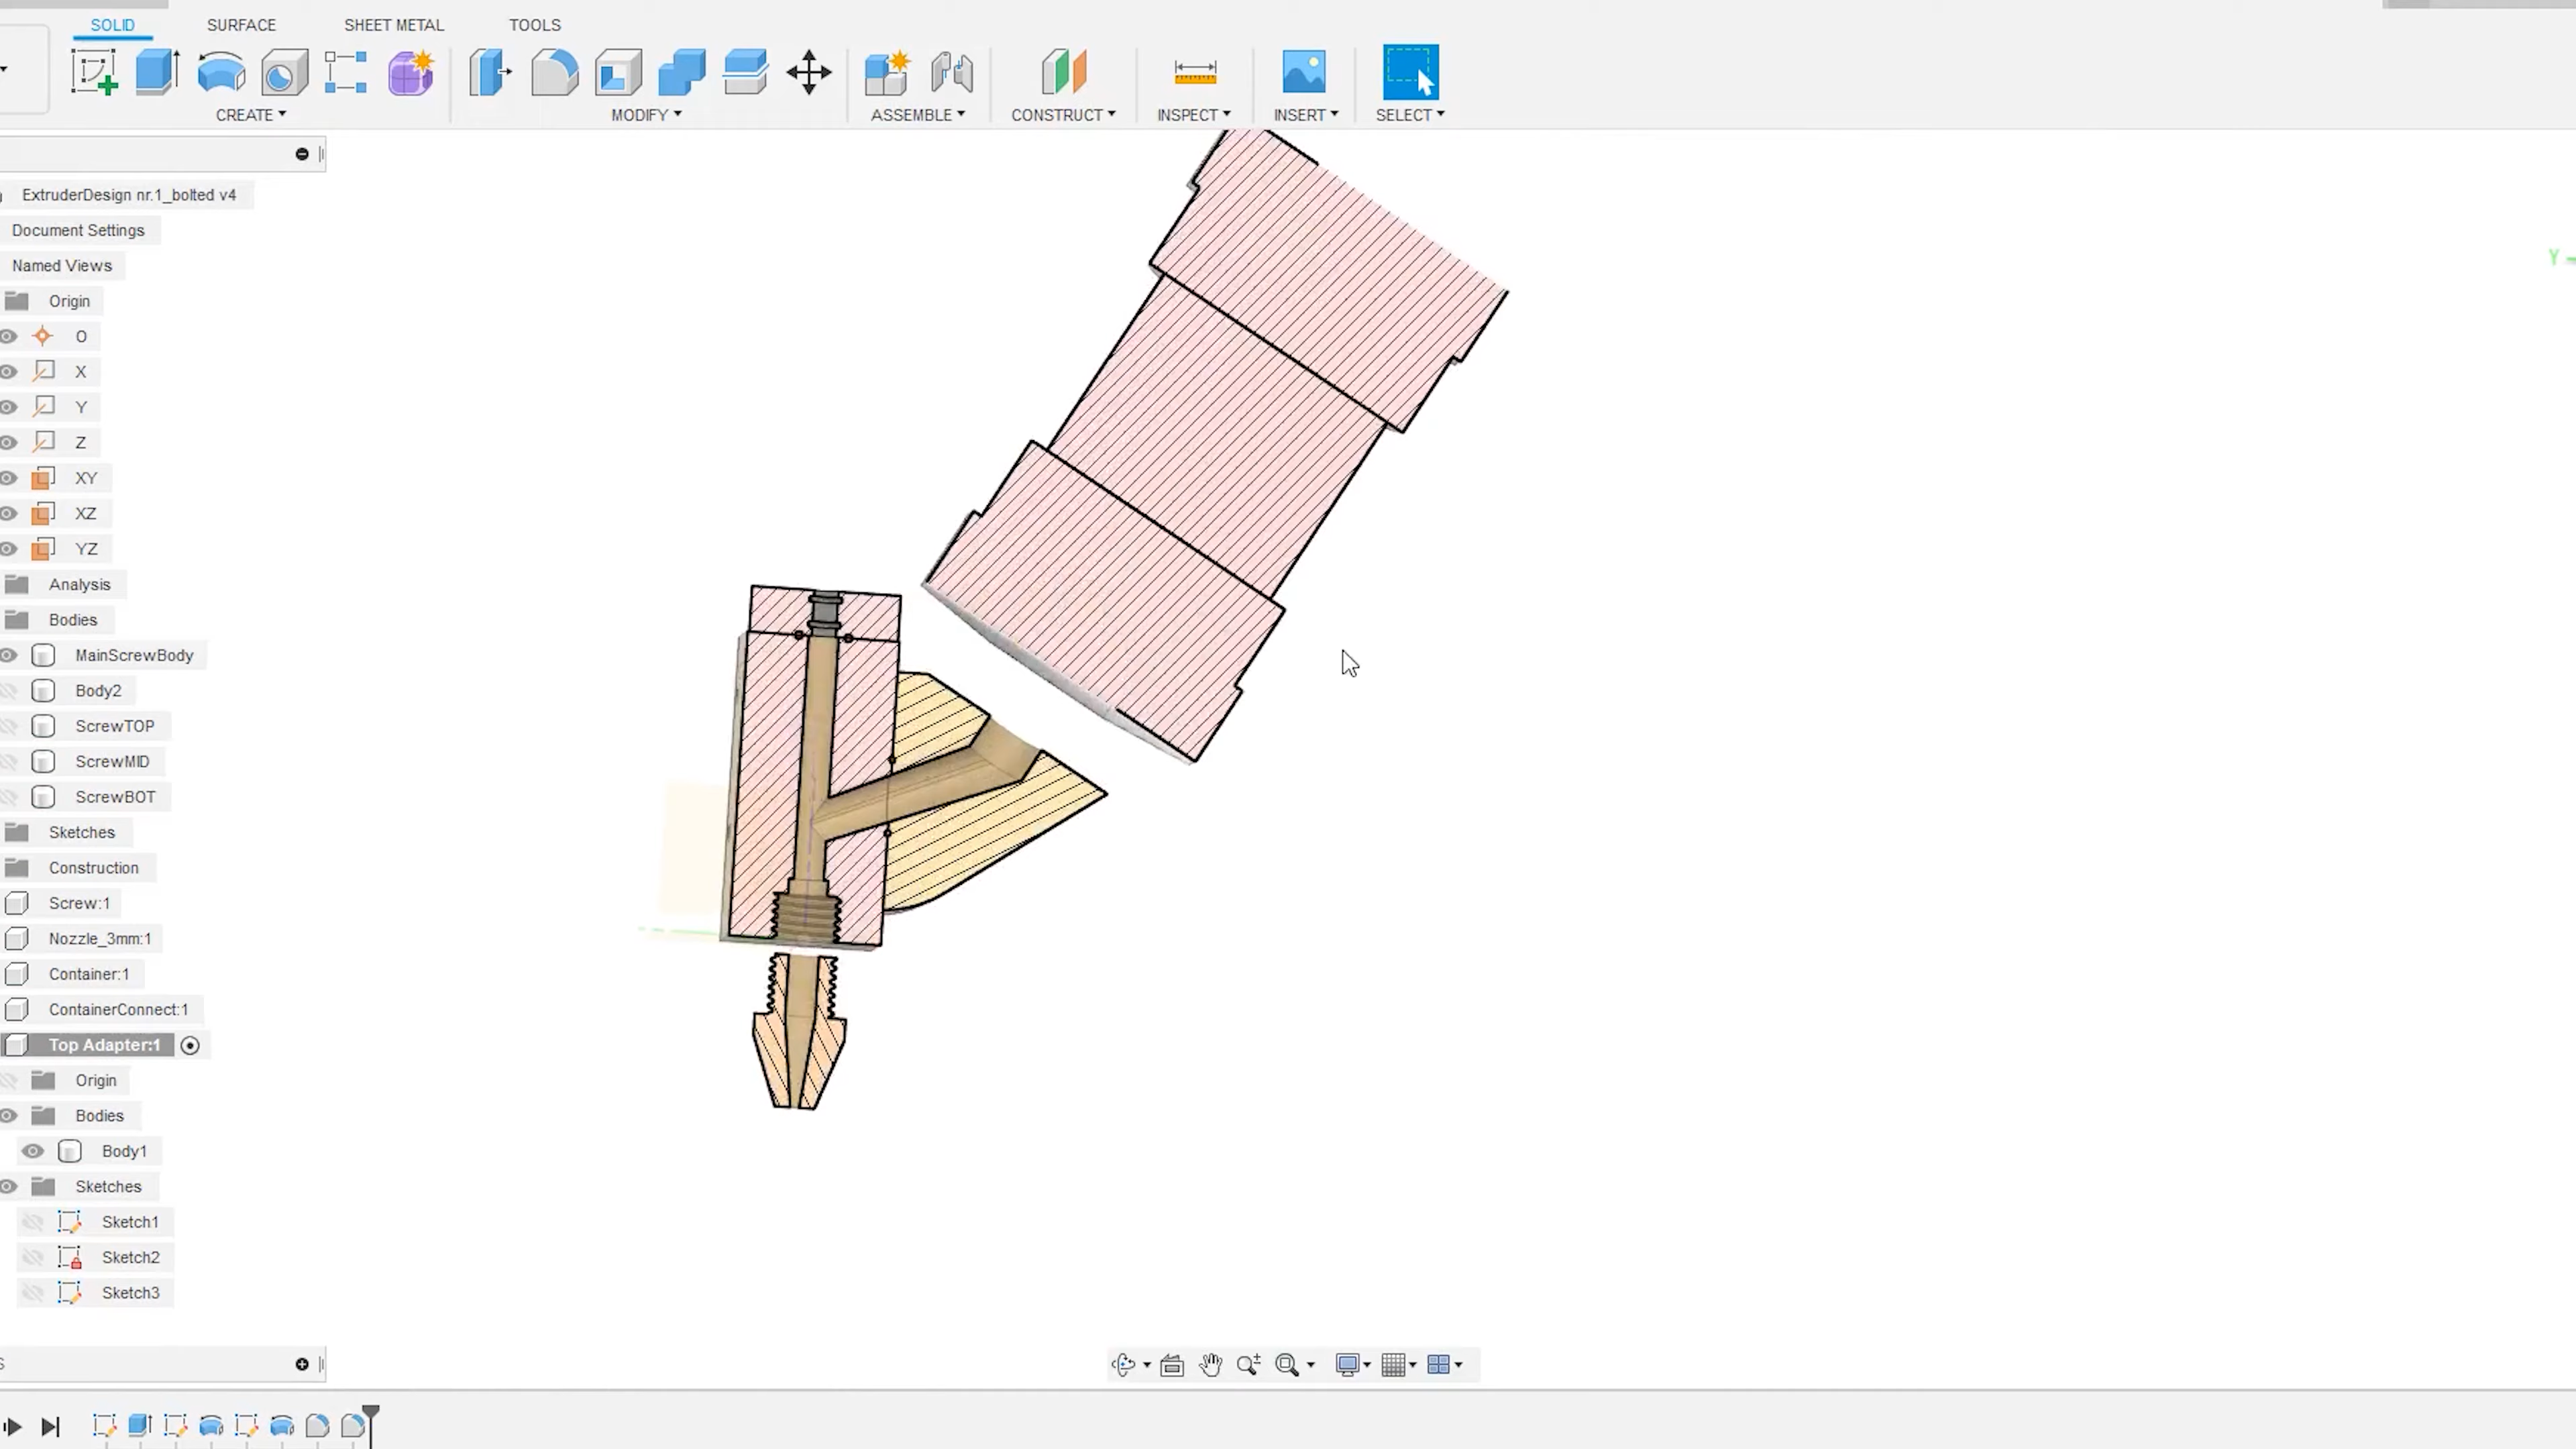 SOLID SURFACE SHEET METAL TOOLS
CREATE MODIFY ASSEMBLE CONSTRUCT INSPECT INSERT SELECT
ExtruderDesign nr.1_bolted v4
Document Settings
Named Views
Origin
O
X
Y
Z
XY
XZ
YZ
Analysis
Bodies
MainScrewBody
Body2
ScrewTOP
ScrewMID
ScrewBOT
Sketches
Construction
Screw:1
Nozzle_3mm:1
Container:1
ContainerConnect:1
Top Adapter:1
Origin
Bodies
Body1
Sketches
Sketch1
Sketch2
Sketch3
S
Y